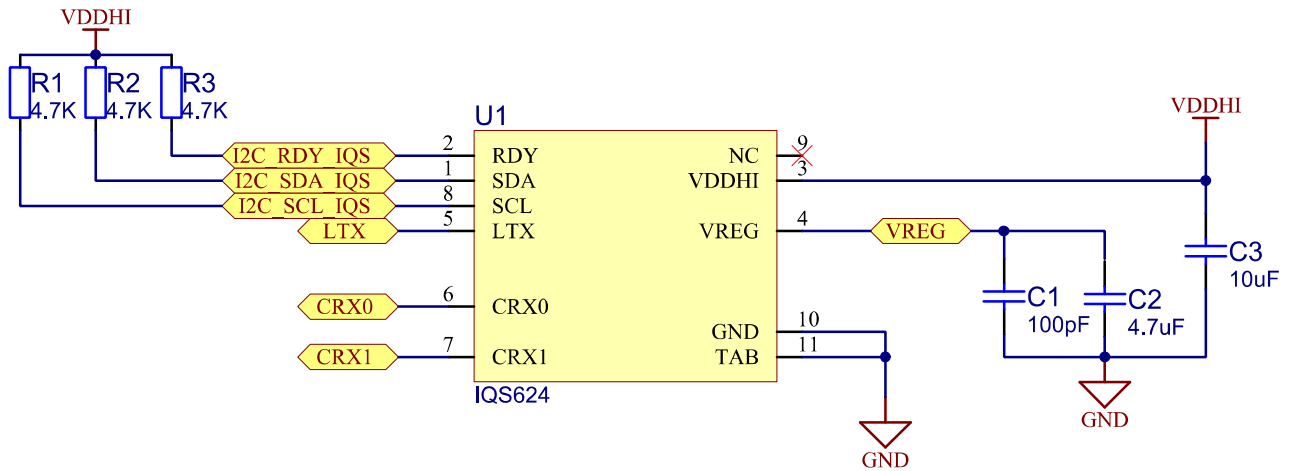 VDDHI
R1
4.7K
R2
4.7K
R3
4.7K
U1
I2C_RDY_IQS 2 RDY
I2C_SDA_IQS 1 SDA
I2C_SCL_IQS 8 SCL
LTX 5 LTX
CRX0 6 CRX0
CRX1 7 CRX1
IQS624
NC 9
VDDHI 3
VREG 4 VREG
GND 10
TAB 11
GND
VDDHI
C1
100pF
C2
4.7uF
C3
10uF
GND